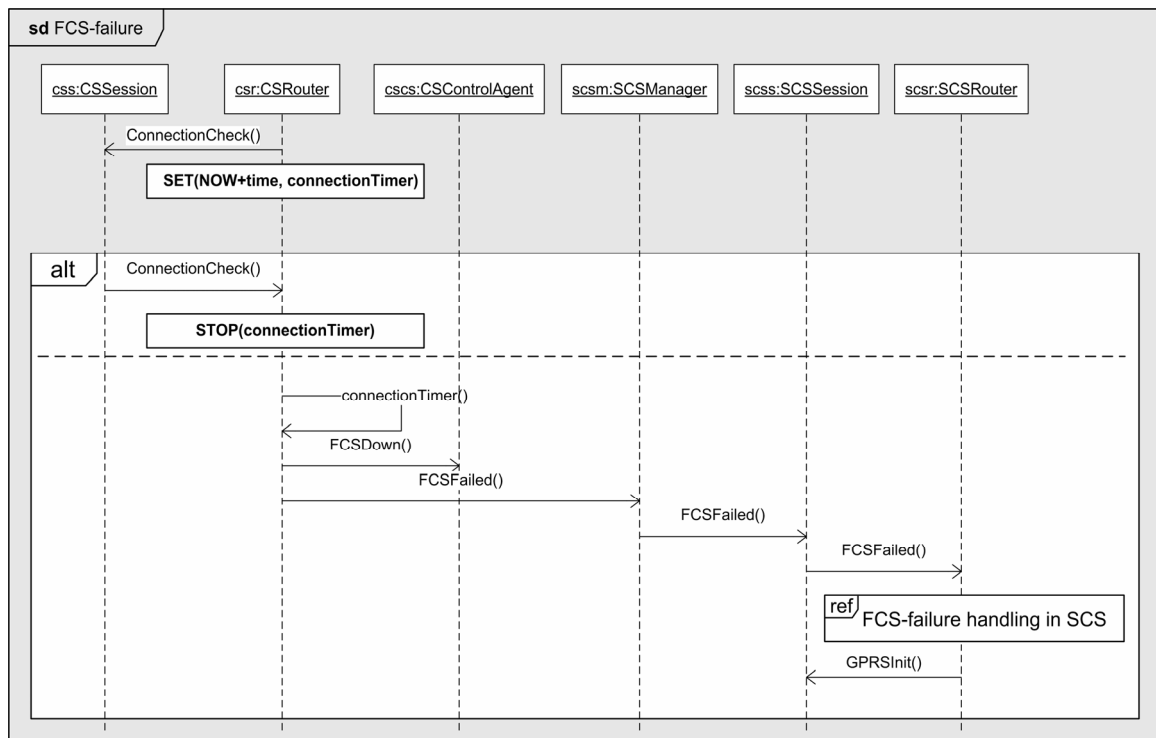 sd FCS-failure
css:CSSession
csr:CSRouter
cscs:CSControlAgent
scsm:SCSManager
scss:SCSSession
scsr:SCSRouter
ConnectionCheck()
SET(NOW+time, connectionTimer)
alt
ConnectionCheck()
STOP(connectionTimer)
connectionTimer()
FCSDown()
FCSFailed()
FCSFailed()
FCSFailed()
ref
FCS-failure handling in SCS
GPRSInit()